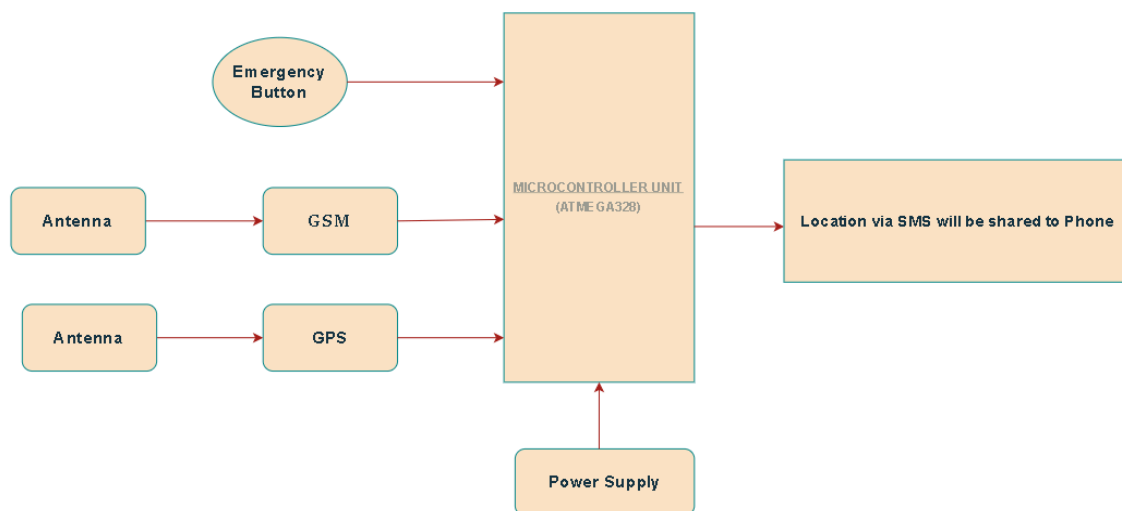 Emergency
Button
Antenna
GSM
MICROCONTROLLER UNIT
(ATMEGA328)
Location via SMS will be shared to Phone
Antenna
GPS
Power Supply